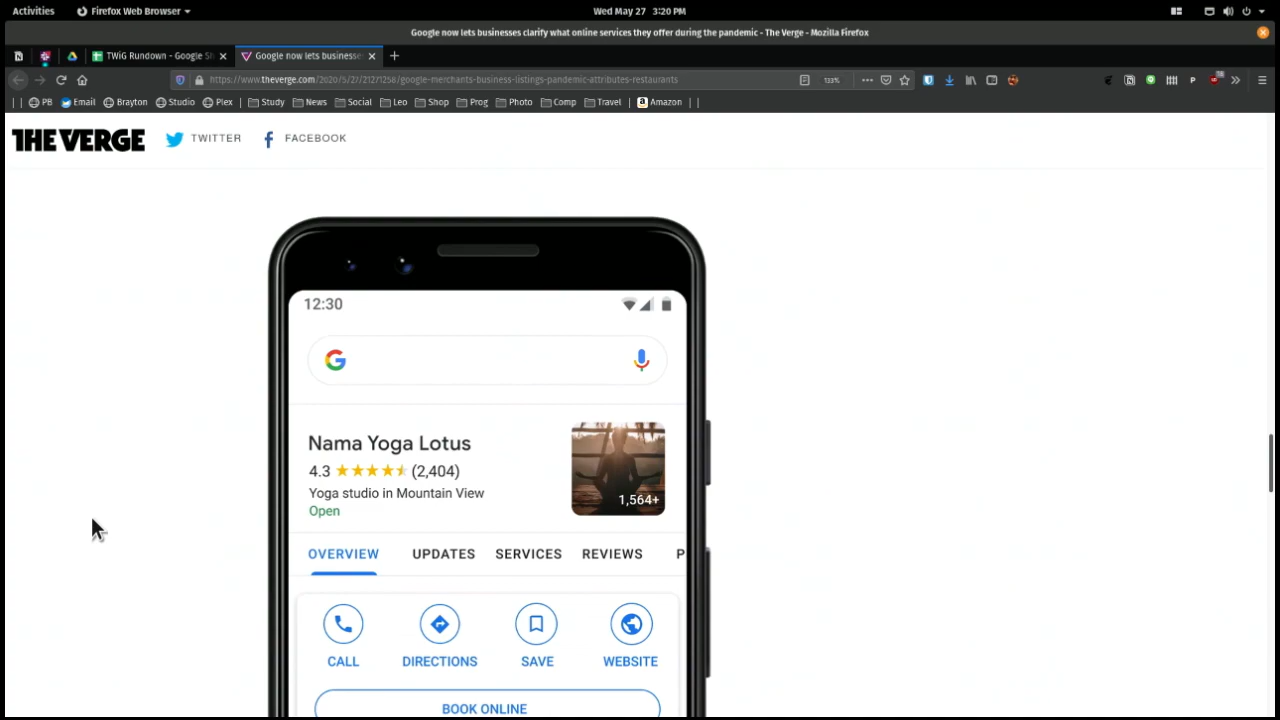 Activities Firefox Web Browser Wed May 27 3:20 PM
Google now lets businesses clarify what online services they offer during the pandemic - The Verge - Mozilla Firefox
TWiG Rundown - Google Sh Google now lets businesse
https://www.theverge.com/2020/5/27/21271258/google-merchants-business-listings-pandemic-attributes-restaurants 133%
PB Email Brayton Studio Plex Study News Social Leo Shop Prog Photo Comp Travel Amazon
THE VERGE TWITTER FACEBOOK
12:30
G
Nama Yoga Lotus
4.3 (2,404)
Yoga studio in Mountain View
Open
1,564+
OVERVIEW UPDATES SERVICES REVIEWS P
CALL DIRECTIONS SAVE WEBSITE
BOOK ONLINE